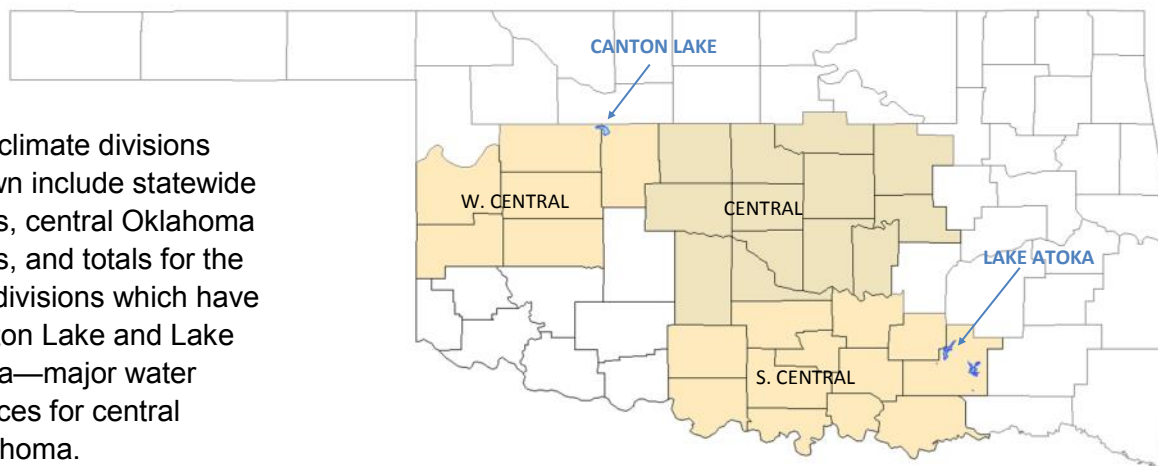 CANTON LAKE
climate divisions
include statewide
central Oklahoma
and totals for the
divisions which have
Lake and Lake
—major water
for central
W. CENTRAL
CENTRAL
LAKE ATOKA
S. CENTRAL